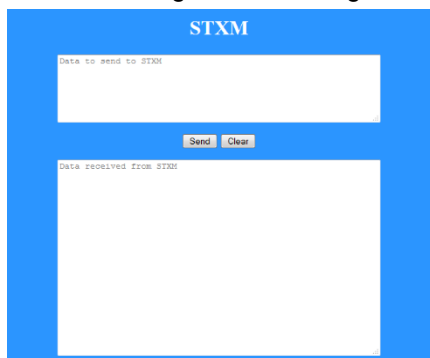 STXM
Data to send to STXM
Send Clear
Data received from STXM